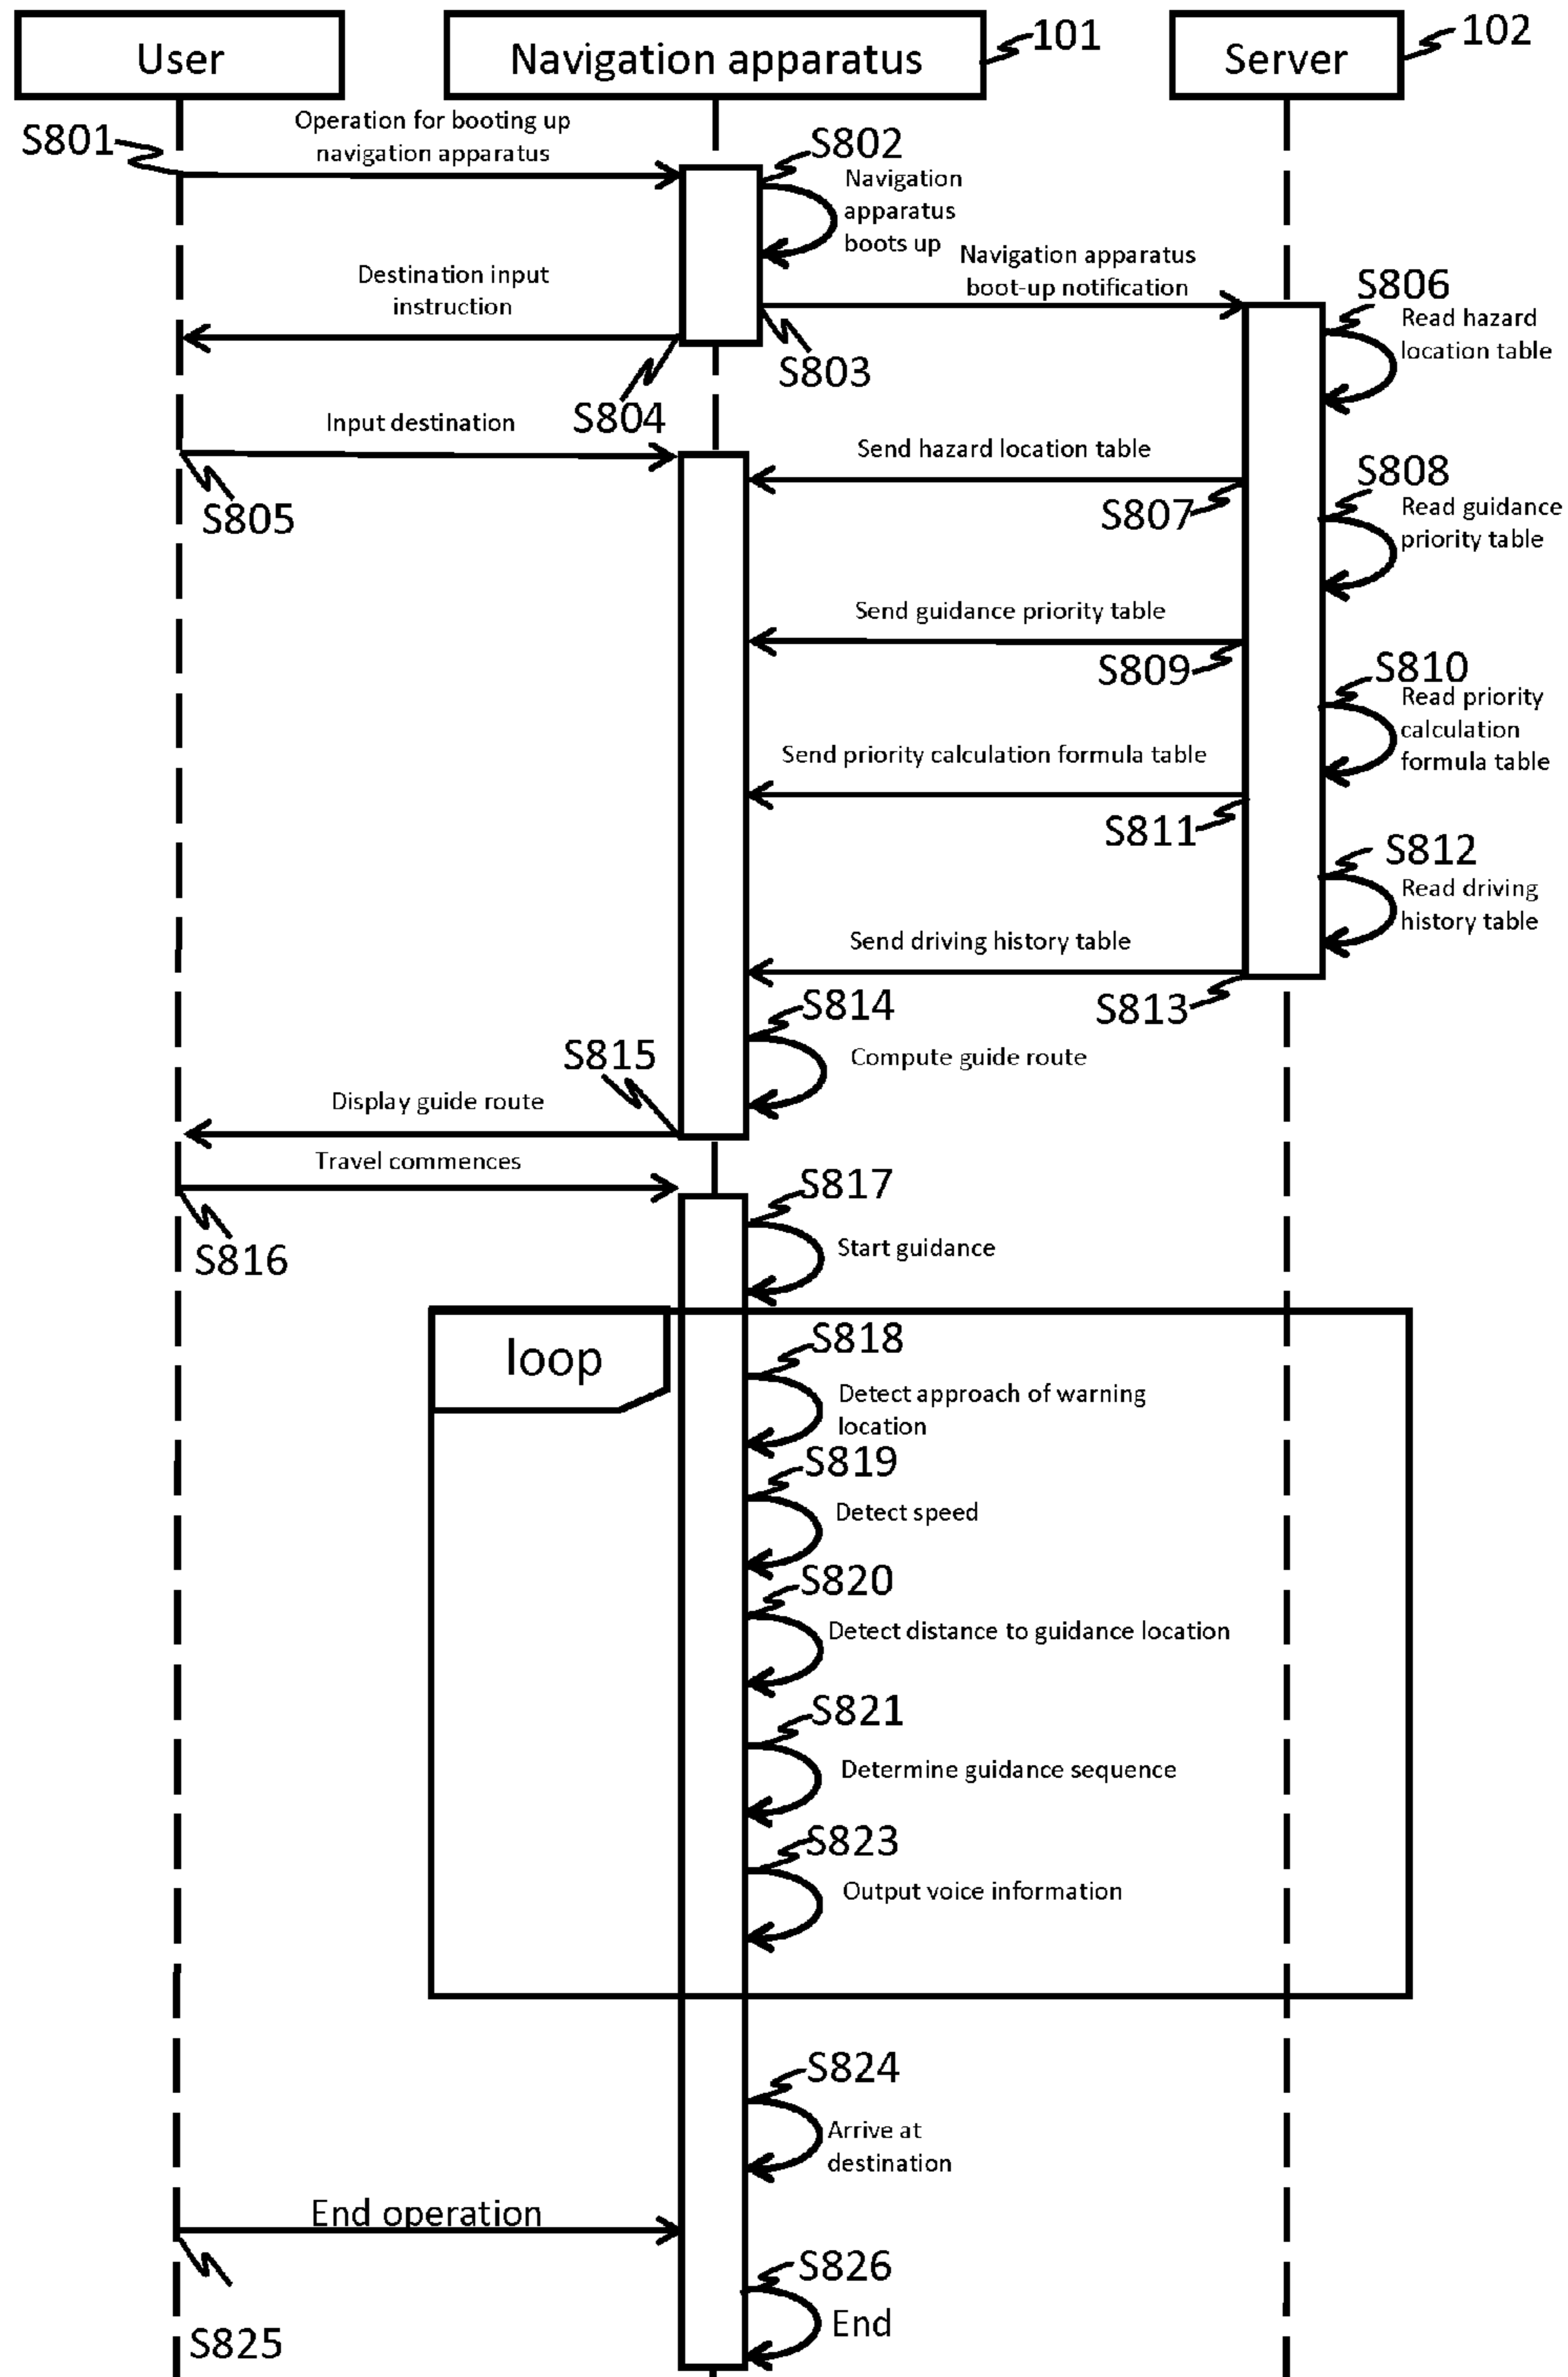 User
Navigation apparatus
101
Server
102
S801
Operation for booting up
navigation apparatus
S802
Navigation
apparatus
boots up
Destination input
instruction
Navigation apparatus
boot-up notification
S806
Read hazard
location table
S803
S804
Input destination
S805
Send hazard location table
S807
S808
Read guidance
priority table
Send guidance priority table
S809
S810
Read priority
calculation
formula table
Send priority calculation formula table
S811
S812
Read driving
history table
Send driving history table
S813
S814
Compute guide route
S815
Display guide route
Travel commences
S816
S817
Start guidance
loop
S818
Detect approach of warning
location
S819
Detect speed
S820
Detect distance to guidance location
S821
Determine guidance sequence
S823
Output voice information
S824
Arrive at
destination
End operation
S825
S826
End